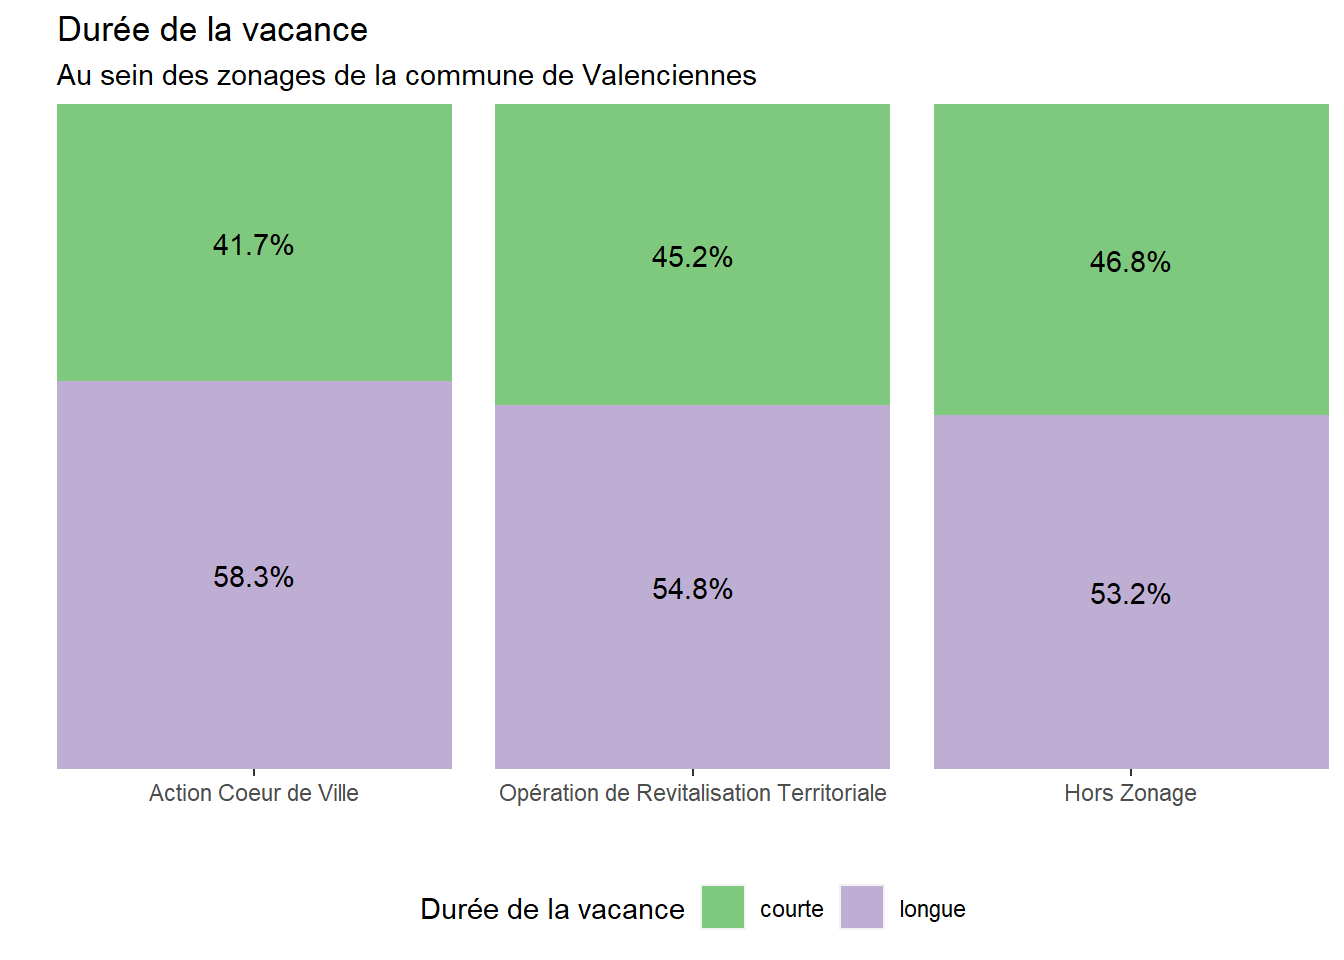 Durée de la vacance
Au sein des zonages de la commune de Valenciennes
41.7%
45.2%
46.8%
58.3%
54.8%
53.2%
Action Coeur de Ville
Opération de Revitalisation Territoriale
Hors Zonage
Durée de la vacance courte longue